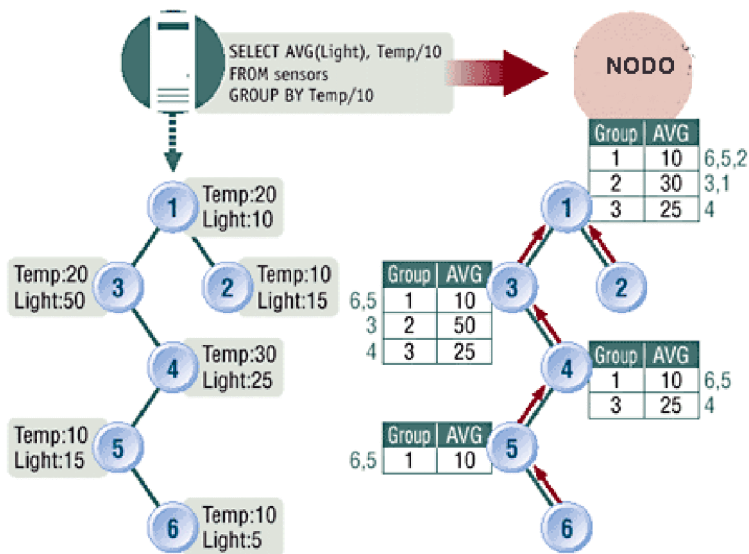 SELECT AVG(Light), Temp/10
FROM sensors
GROUP BY Temp/10
NODO
Group AVG
1 10 6,5,2
2 30 3,1
3 25 4
1
Temp:20
Light:10
1
Temp:20
Light:50
3
2
Temp:10
Light:15
Group AVG
6,5 1 10
3 2 50
4 3 25
3
2
4
Temp:30
Light:25
4
Group AVG
1 10 6,5
3 25 4
Temp:10
Light:15
5
Group AVG
6,5 1 10
5
6
Temp:10
Light:5
6